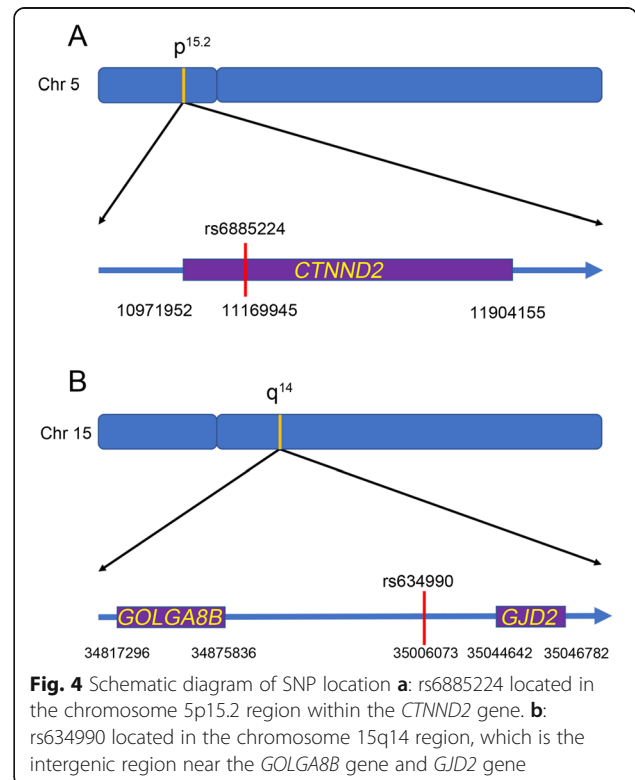 A
p15.2
Chr 5
rs6885224
CTNND2
10971952 11169945 11904155
B
q14
Chr 15
rs634990
GOLGA8B GJD2
34817296 34875836 35006073 35044642 35046782
Fig. 4 Schematic diagram of SNP location a: rs6885224 located in
the chromosome 5p15.2 region within the CTNND2 gene. b:
rs634990 located in the chromosome 15q14 region, which is the
intergenic region near the GOLGA8B gene and GJD2 gene